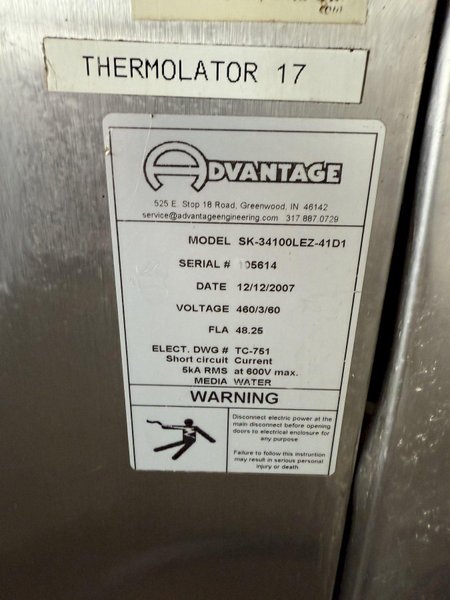 THERMOLATOR 17
ADVANTAGE
525 E. Stop 18 Road, Greenwood, IN 46142
service@advantageengineering.com 317.887.0729
MODEL SK-34100LEZ-41D1
SERIAL # 105614
DATE 12/12/2007
VOLTAGE 460/3/60
FLA 48.25
ELECT. DWG # TC-751
Short circuit Current
5kA RMS at 600V max.
MEDIA WATER
WARNING
Disconnect electric power at the
main disconnect before opening
doors to electrical enclosure for
any purpose
Failure to follow this instruntion
may result in serious personal
injury or death